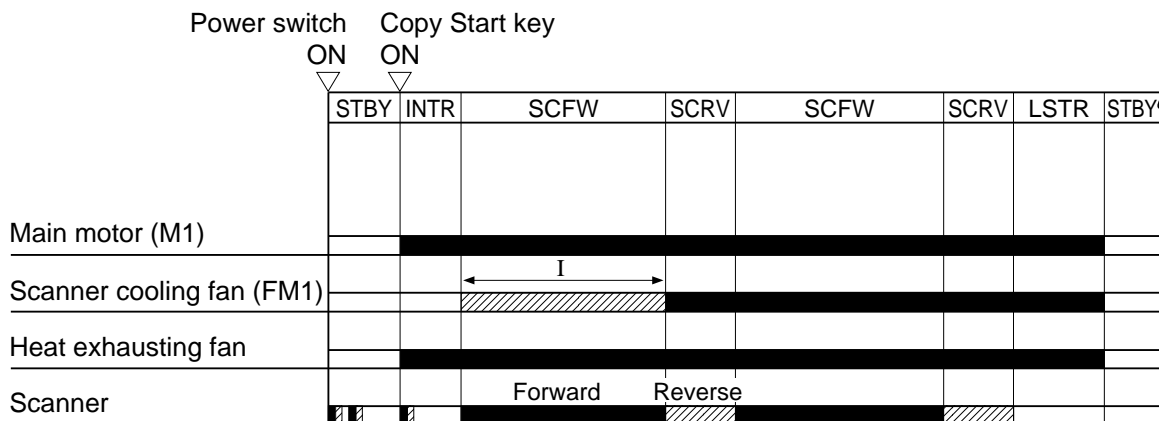 Power switch Copy Start key
ON ON
STBY INTR SCFW SCRV SCFW SCRV LSTR STBY
Main motor (M1)
I
Scanner cooling fan (FM1)
Heat exhausting fan
Forward Reverse
Scanner